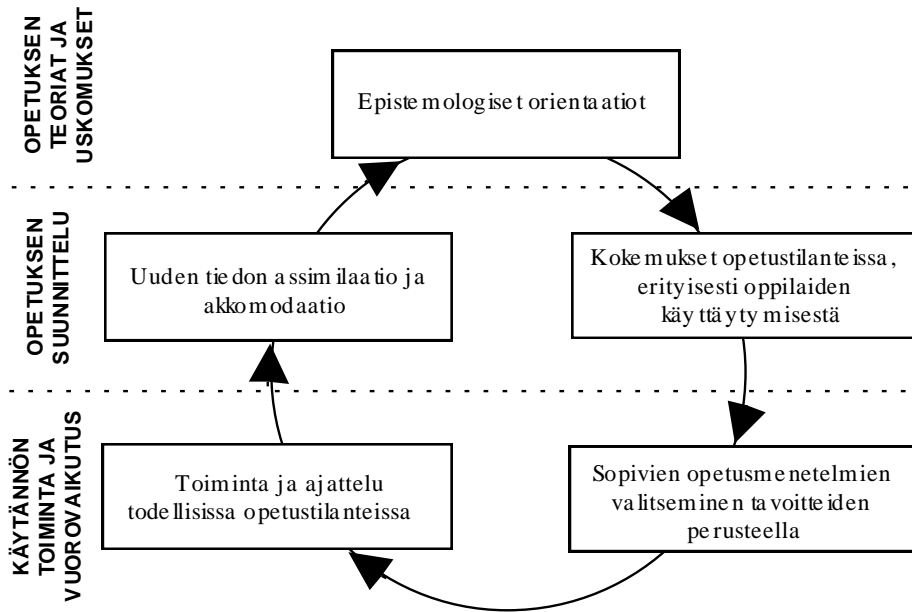 OPETUKSEN
TEORIAT JA
USKOMUKSET
Epistemologiset orientaatiot
OPETUKSEN
SUUNNITTELU
Uuden tiedon assimilaatio ja
akkomodaatio
Kokemukset opetustilanteissa,
erityisesti oppilaiden
käyttäytymisestä
KÄYTÄNNÖN
TOIMINTA JA
VUOROVAIKUTUS
Toiminta ja ajattelu
todellisissa opetustilanteissa
Sopivien opetusmenetelmien
valitseminen tavoitteiden
perusteella